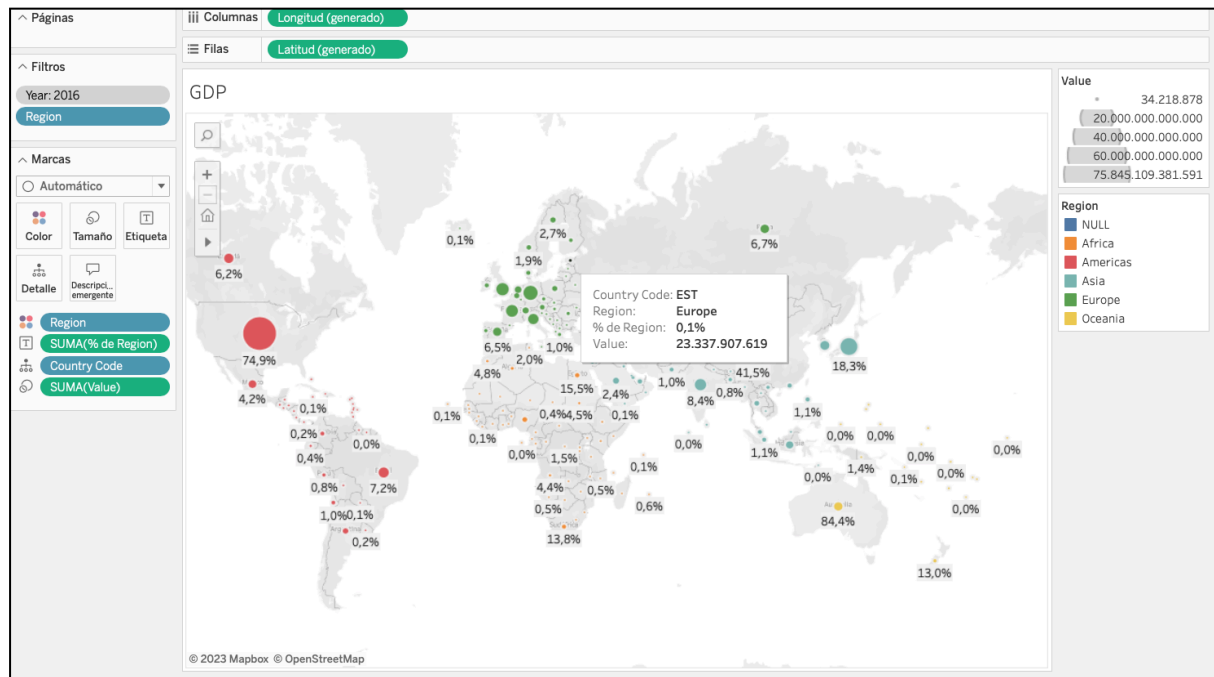 Páginas
Columnas
Longitud (generado)
Filas
Latitud (generado)
Filtros
Year: 2016
Region
Marcas
Automático
Color
Tamaño
Etiqueta
Detalle
Descripci...
emergente
Region
SUMA(% de Region)
Country Code
SUMA(Value)
GDP
0,1%
2,7%
6,7%
1,9%
6,2%
Country Code: EST
Region: Europe
% de Region: 0,1%
Value: 23.337.907.619
74,9%
6,5%
2,0%
1,0%
4,8%
15,5%
2,4%
1,0%
41,5%
18,3%
8,4%
0,8%
4,2%
0,1%
0,1%
0,4%
4,5%
0,1%
1,1%
0,2%
0,0%
0,1%
0,0%
0,0%
0,0%
0,0%
0,0%
0,4%
0,0%
1,5%
0,1%
1,1%
0,0%
1,4%
0,1%
0,0%
0,8%
7,2%
4,4%
0,5%
0,5%
0,6%
0,0%
1,0%
0,1%
0,2%
13,8%
84,4%
13,0%
© 2023 Mapbox © OpenStreetMap
Value
34.218.878
20.000.000.000.000
40.000.000.000.000
60.000.000.000.000
75.845.109.381.591
Region
NULL
Africa
Americas
Asia
Europe
Oceania